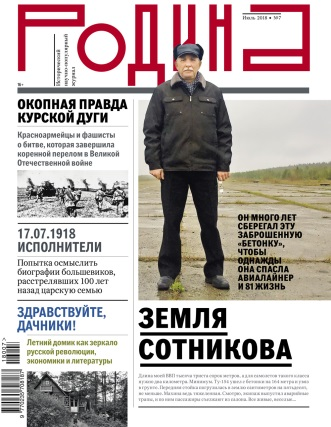 РОДИНА
Июль, 2018 • №7
Исторический
научно-популярный
журнал
ОКОПНАЯ ПРАВДА
КУРСКОЙ ДУГИ
Красноармейцы и фашисты
о битве, которая завершила
коренной перелом в Великой
Отечественной войне
17.07.1918
ИСПОЛНИТЕЛИ
Попытка осмыслить
биографии большевиков,
расстрелявших 100 лет
назад царскую семью
ЗДРАВСТВУЙТЕ,
ДАЧНИКИ!
Летний домик как зеркало
русской революции,
экономики и литературы
ОН МНОГО ЛЕТ
СБЕРЕГАЛ ЭТУ
ЗАБРОШЕННУЮ
«БЕТОНКУ»,
ЧТОБЫ
ОДНАЖДЫ
ОНА СПАСЛА
АВИАЛАЙНЕР
И 81 ЖИЗНЬ
ЗЕМЛЯ
СОТНИКОВА